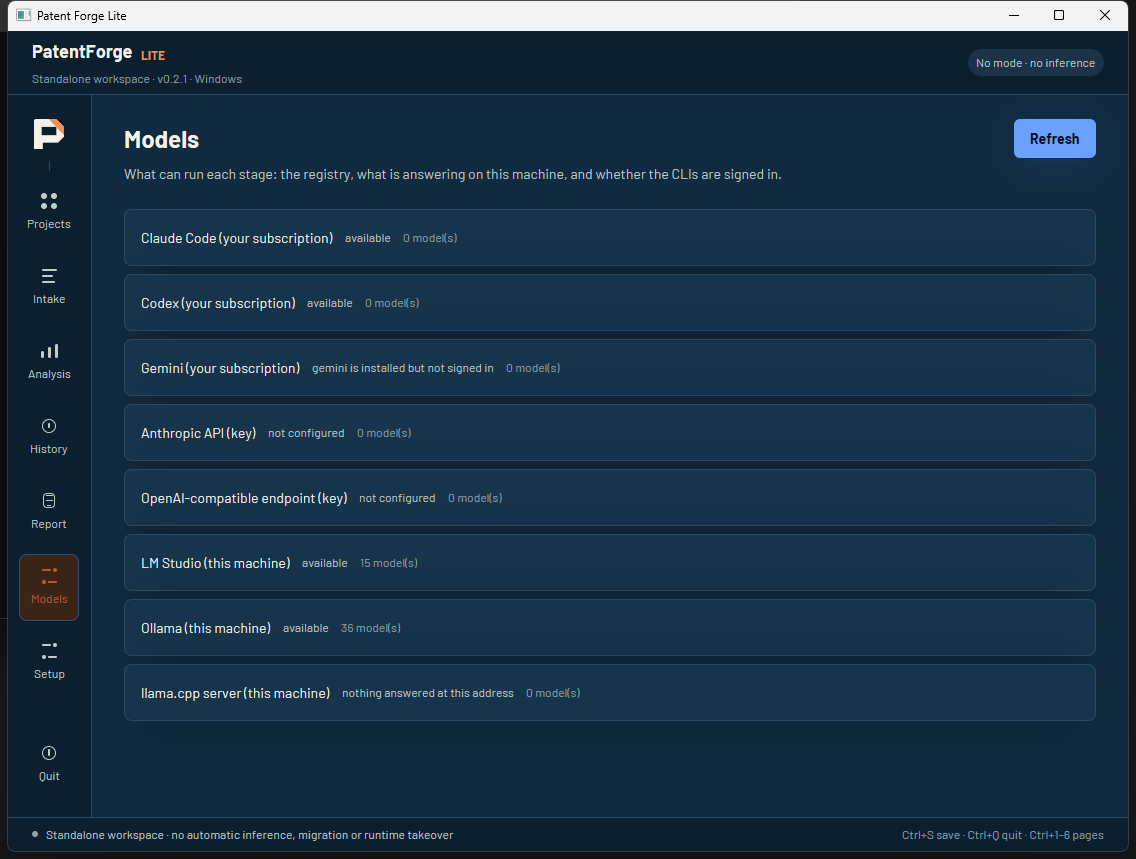 Patent Forge Lite
PatentForge LITE
Standalone workspace · v0.2.1 · Windows
No mode · no inference
Projects
Intake
Analysis
History
Report
Models
Setup
Quit
Models
Refresh
What can run each stage: the registry, what is answering on this machine, and whether the CLIs are signed in.
Claude Code (your subscription) available 0 model(s)
Codex (your subscription) available 0 model(s)
Gemini (your subscription) gemini is installed but not signed in 0 model(s)
Anthropic API (key) not configured 0 model(s)
OpenAI-compatible endpoint (key) not configured 0 model(s)
LM Studio (this machine) available 15 model(s)
Ollama (this machine) available 36 model(s)
llama.cpp server (this machine) nothing answered at this address 0 model(s)
Standalone workspace · no automatic inference, migration or runtime takeover
Ctrl+S save · Ctrl+Q quit · Ctrl+1–6 pages